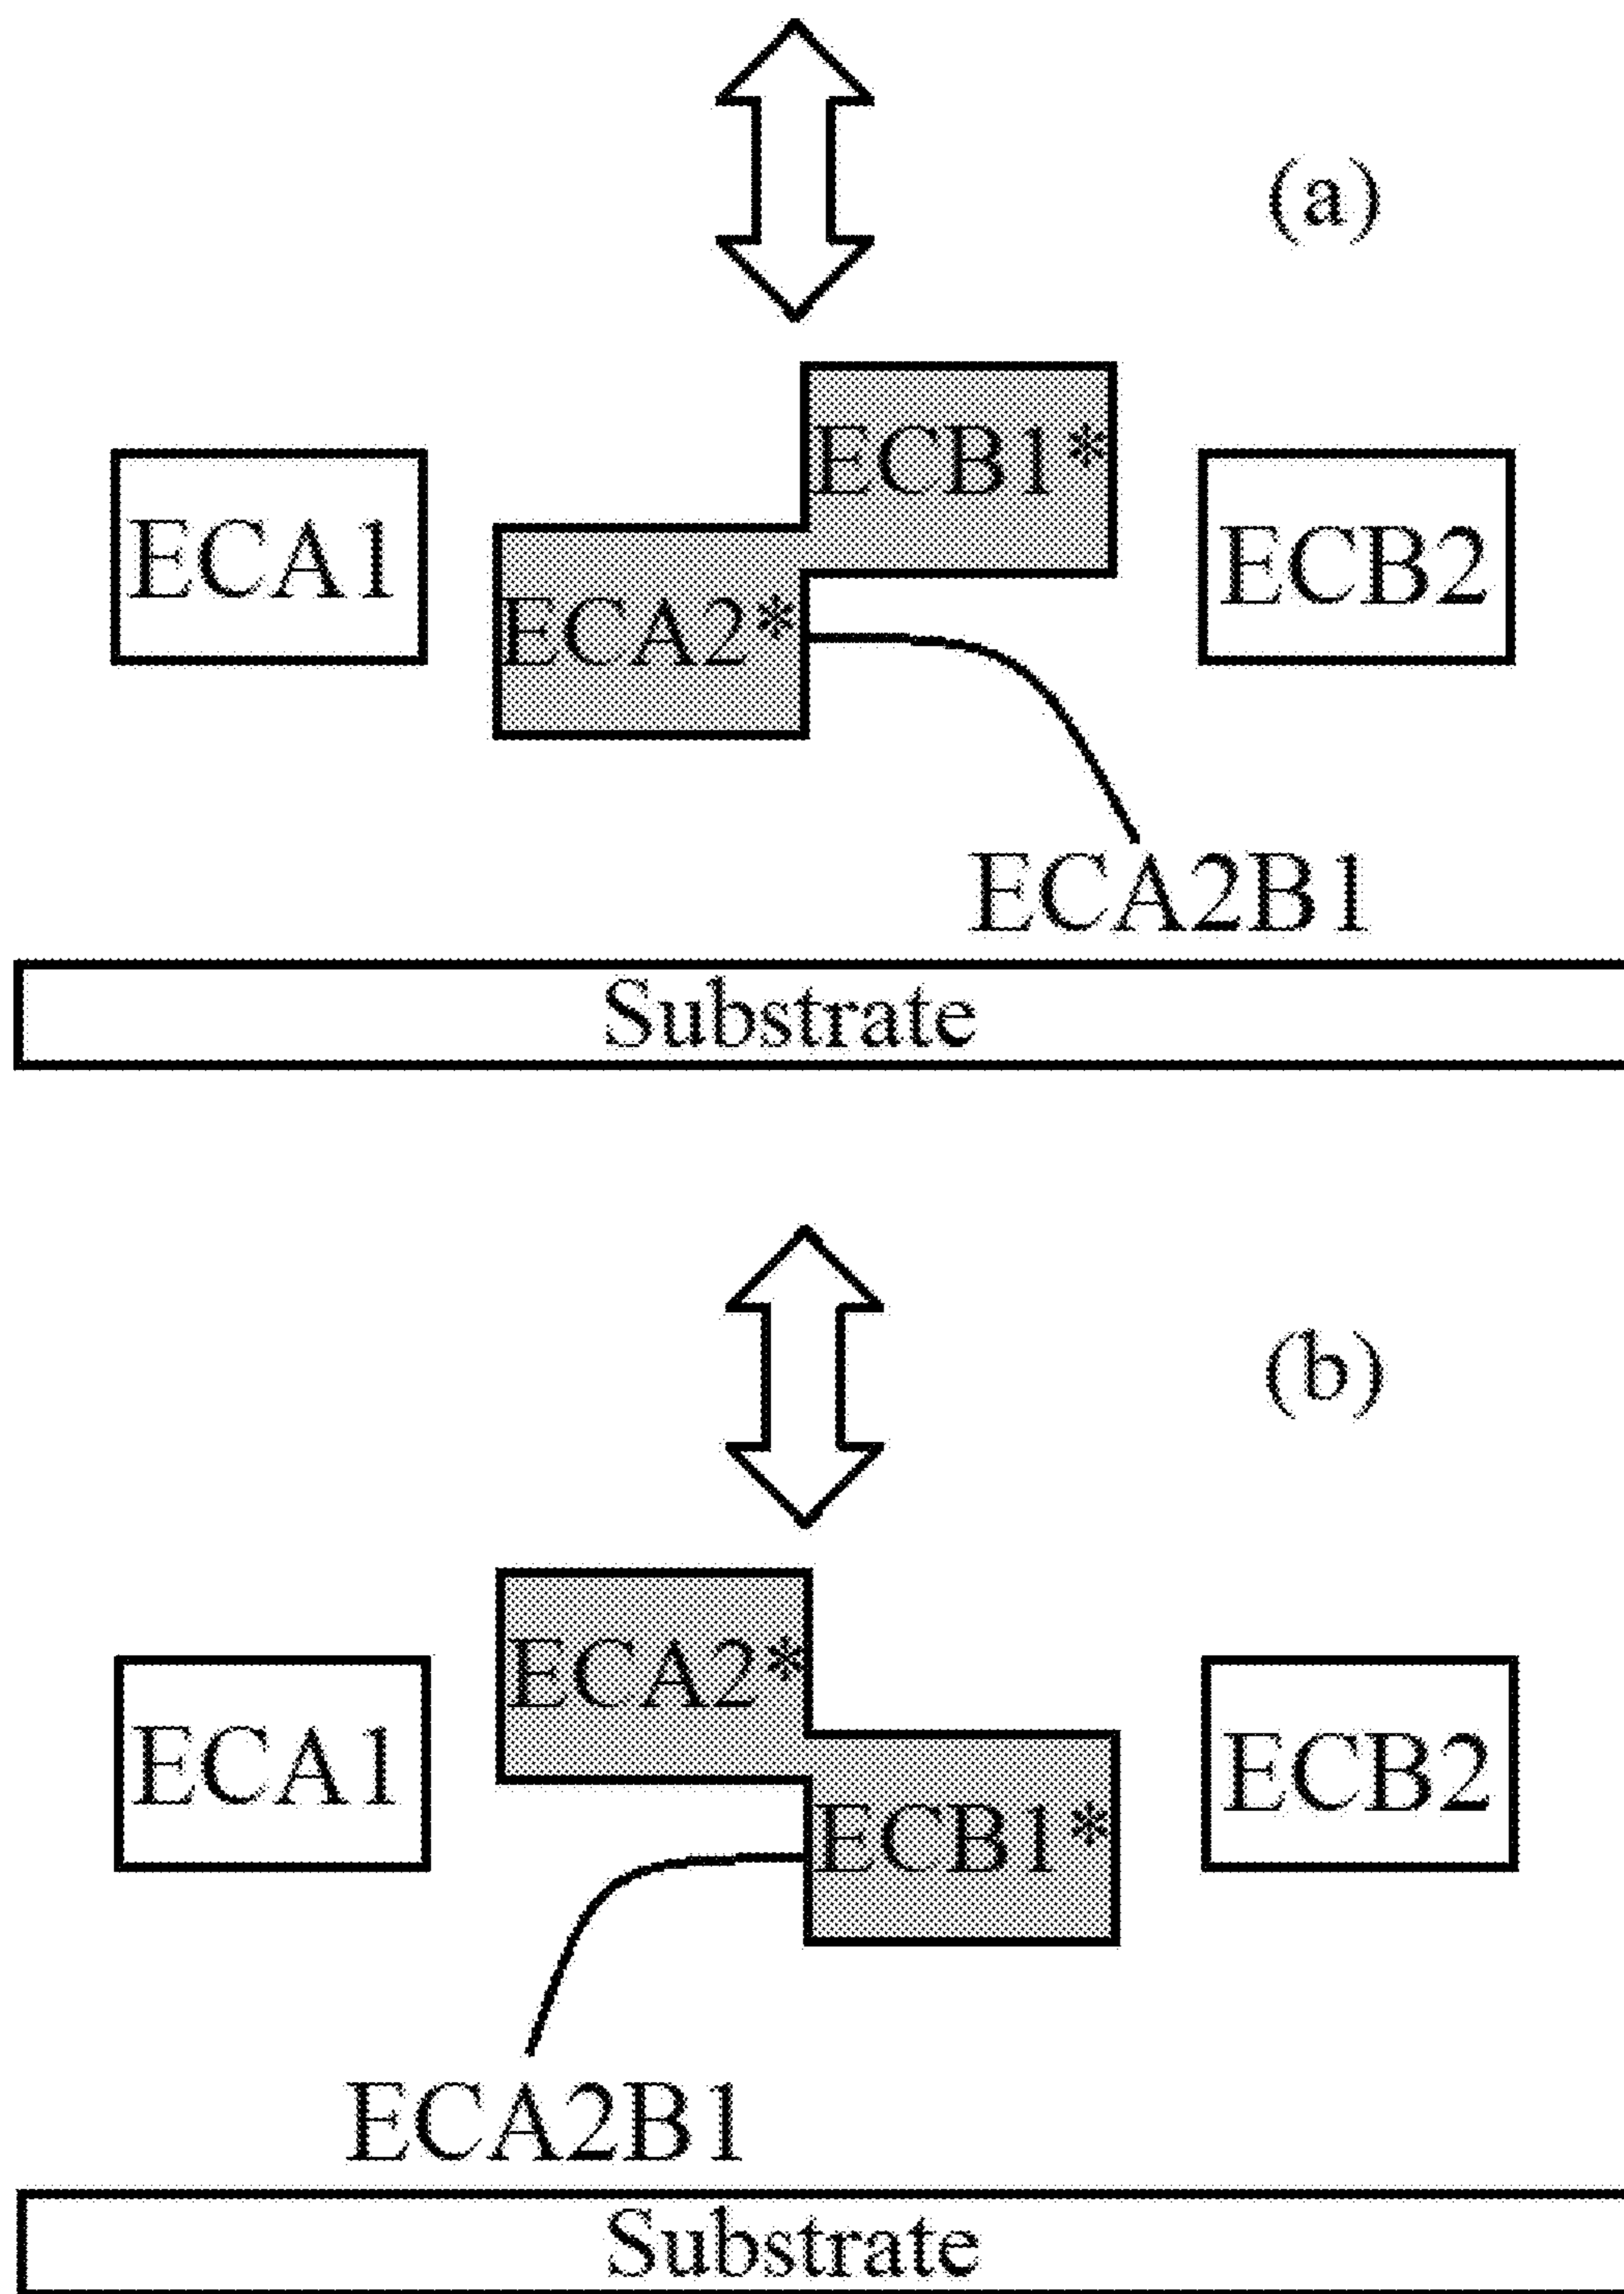 (a)
ECB1*
ECA1
ECB2
ECA2*
ECA2B1
Substrate
(b)
ECA2*
ECA1
ECB2
ECB1*
ECA2B1
Substrate